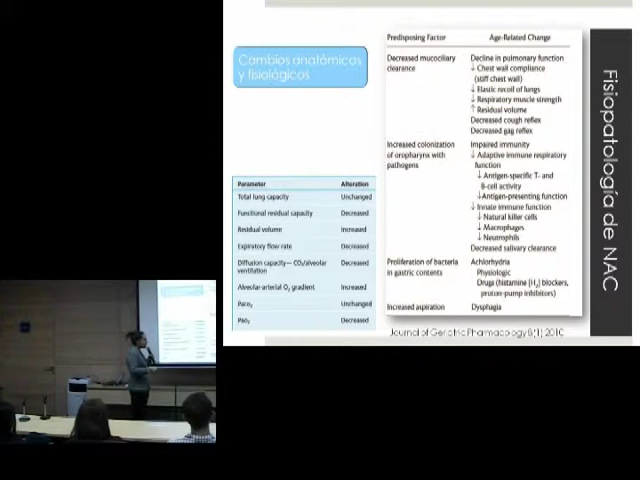 Cambios anatómicos
y fisiológicos
Parameter Alteration
Total lung capacity Unchanged
Functional residual capacity Decreased
Residual volume Increased
Expiratory flow rate Decreased
Diffusion capacity—CO/alveolar Decreased
ventilation
Alveolar-arterial O2 gradient Increased
Paco2 Unchanged
Pao2 Decreased
Predisposing Factor Age-Related Change
Decreased mucociliary Decline in pulmonary function
clearance ↓ Chest wall compliance
(stiff chest wall)
↓ Elastic recoil of lungs
↓ Respiratory muscle strength
↑ Residual volume
Decreased cough reflex
Decreased gag reflex
Increased colonization Impaired immunity
of oropharynx with ↓ Adaptive immune respiratory
pathogens function
↓ Antigen-specific T- and
B-cell activity
↓ Antigen-presenting function
↓ Innate immune function
↓ Natural killer cells
↓ Macrophages
↓ Neutrophils
Decreased salivary clearance
Proliferation of bacteria Achlorhydria
in gastric contents Physiologic
Drugs (histamine [H2] blockers,
proton-pump inhibitors)
Increased aspiration Dysphagia
Journal of Geriatric Pharmacology 6(1) 2010
Fisiopatología de NAC